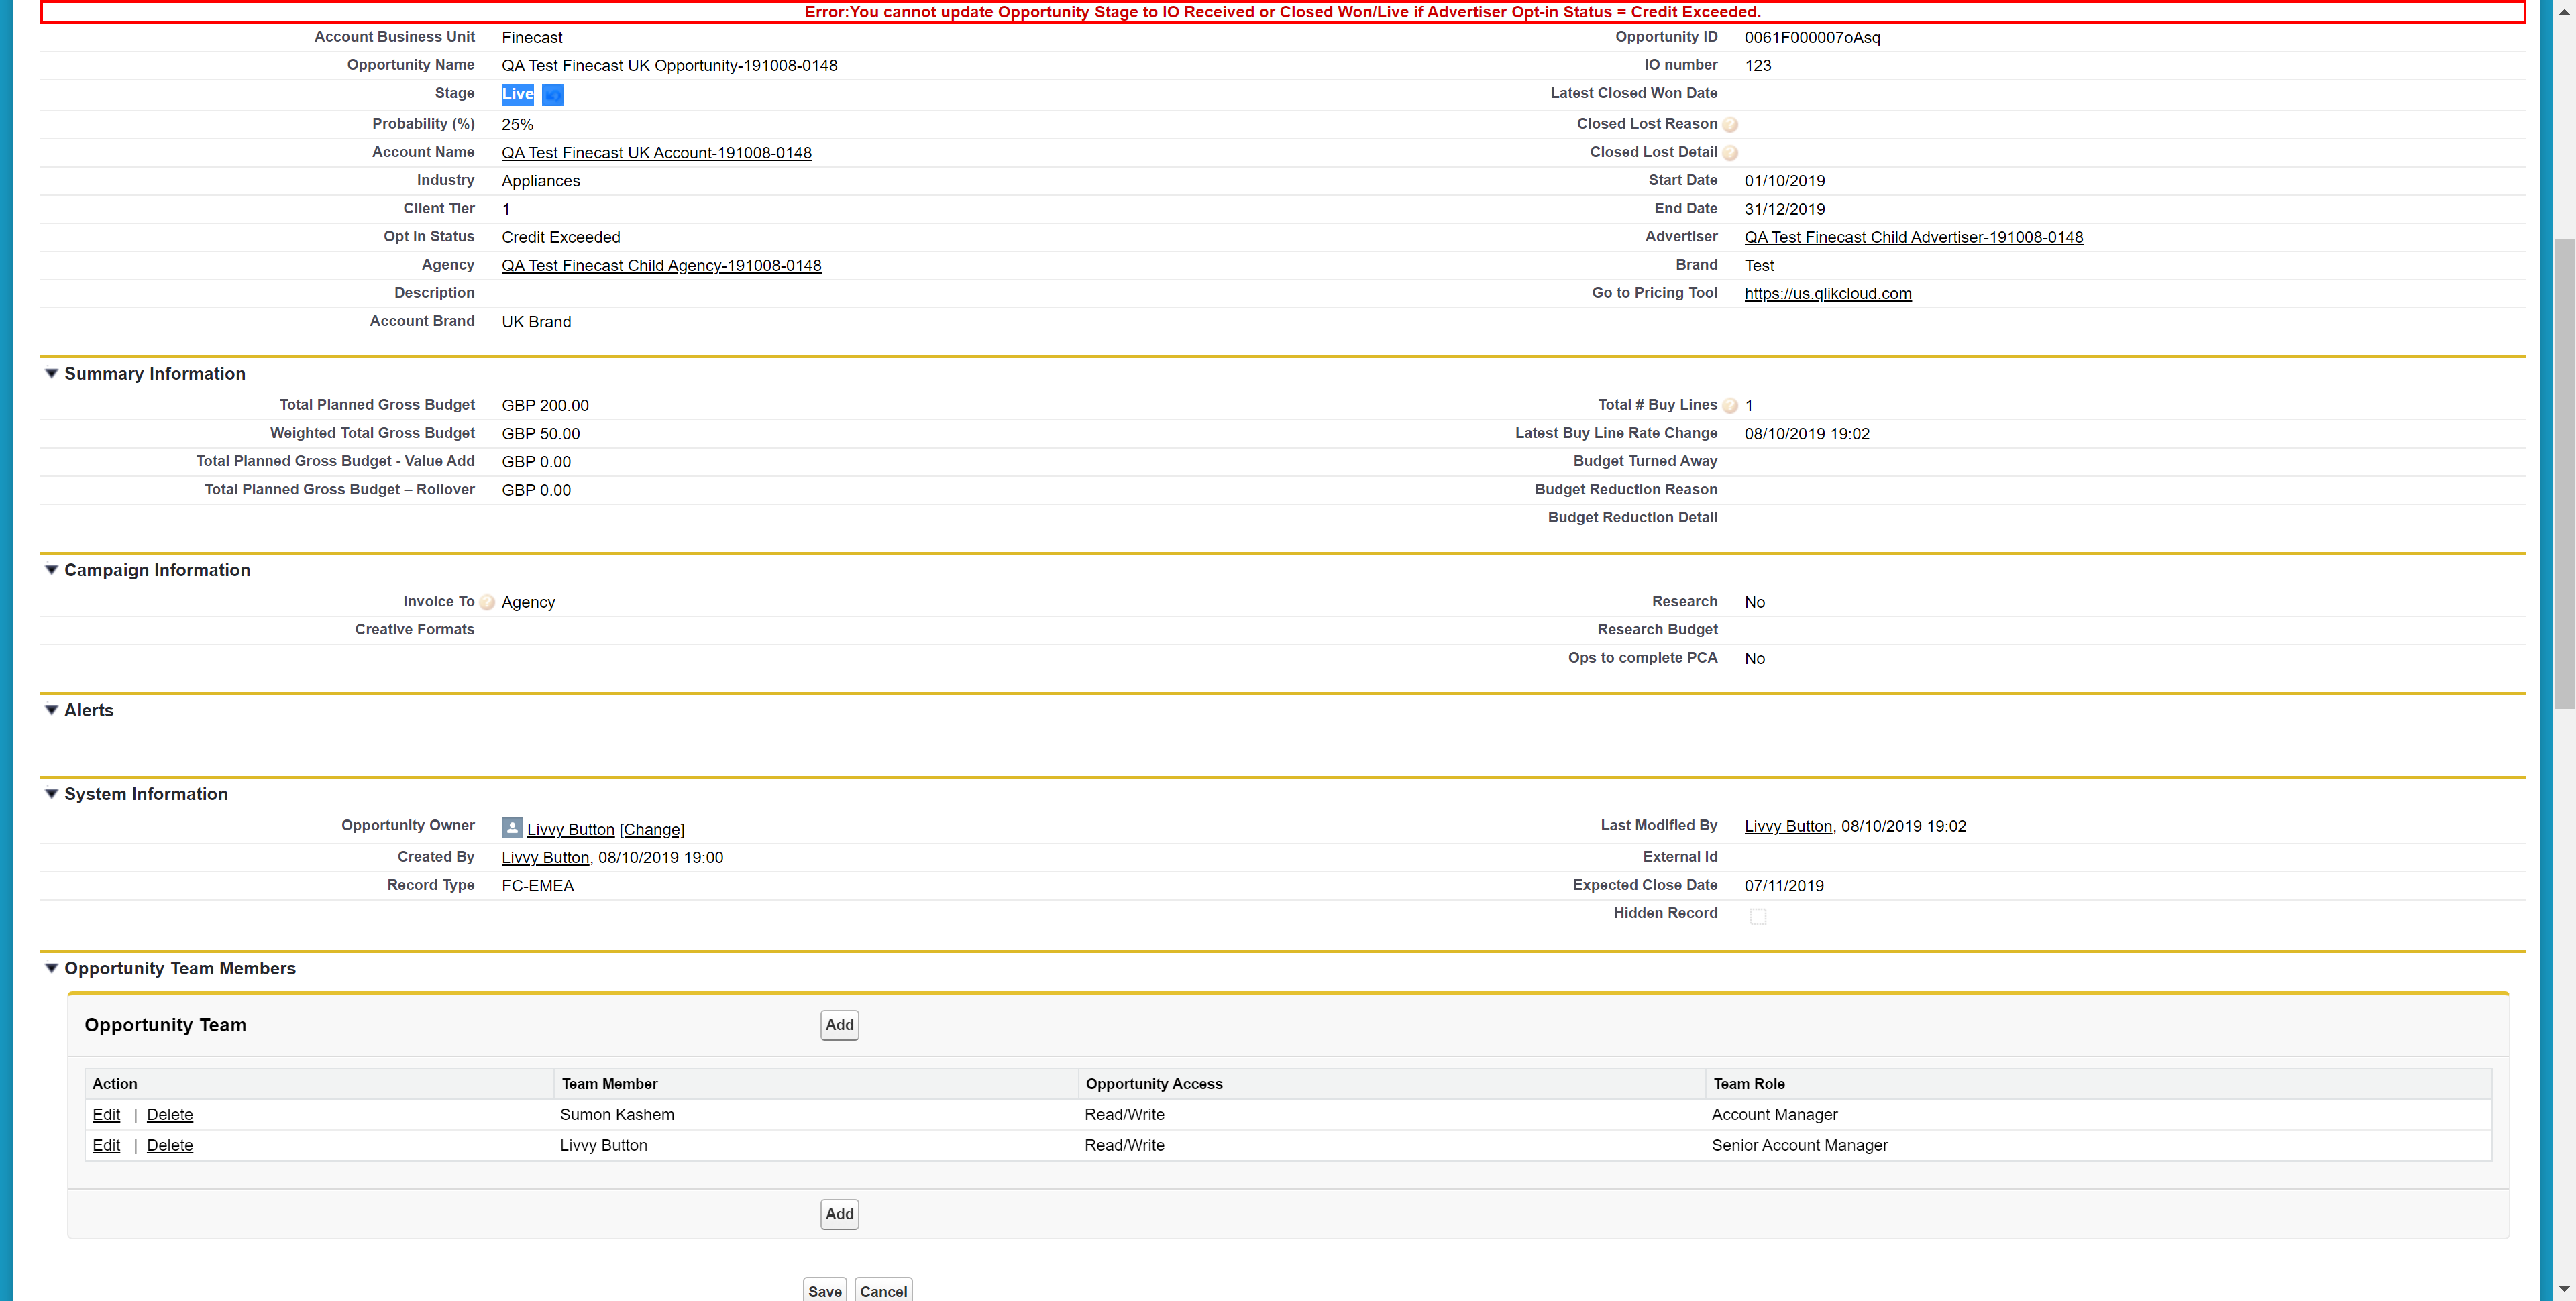 Error:You cannot update Opportunity Stage to IO Received or Closed Won/Live if Advertiser Opt-in Status = Credit Exceeded.
Account Business Unit Finecast Opportunity ID 0061F000007oAsq
Opportunity Name QA Test Finecast UK Opportunity-191008-0148 IO number 123
Stage Live Latest Closed Won Date
Probability (%) 25% Closed Lost Reason ?
Account Name QA Test Finecast UK Account-191008-0148 Closed Lost Detail ?
Industry Appliances Start Date 01/10/2019
Client Tier 1 End Date 31/12/2019
Opt In Status Credit Exceeded Advertiser QA Test Finecast Child Advertiser-191008-0148
Agency QA Test Finecast Child Agency-191008-0148 Brand Test
Description Go to Pricing Tool https://us.qlikcloud.com
Account Brand UK Brand
Summary Information
Total Planned Gross Budget GBP 200.00 Total # Buy Lines ? 1
Weighted Total Gross Budget GBP 50.00 Latest Buy Line Rate Change 08/10/2019 19:02
Total Planned Gross Budget - Value Add GBP 0.00 Budget Turned Away
Total Planned Gross Budget – Rollover GBP 0.00 Budget Reduction Reason
Budget Reduction Detail
Campaign Information
Invoice To ? Agency Research No
Creative Formats Research Budget
Ops to complete PCA No
Alerts
System Information
Opportunity Owner Livvy Button [Change] Last Modified By Livvy Button, 08/10/2019 19:02
Created By Livvy Button, 08/10/2019 19:00 External Id
Record Type FC-EMEA Expected Close Date 07/11/2019
Hidden Record
Opportunity Team Members
Opportunity Team Add
Action Team Member Opportunity Access Team Role
Edit | Delete Sumon Kashem Read/Write Account Manager
Edit | Delete Livvy Button Read/Write Senior Account Manager
Add
Save Cancel